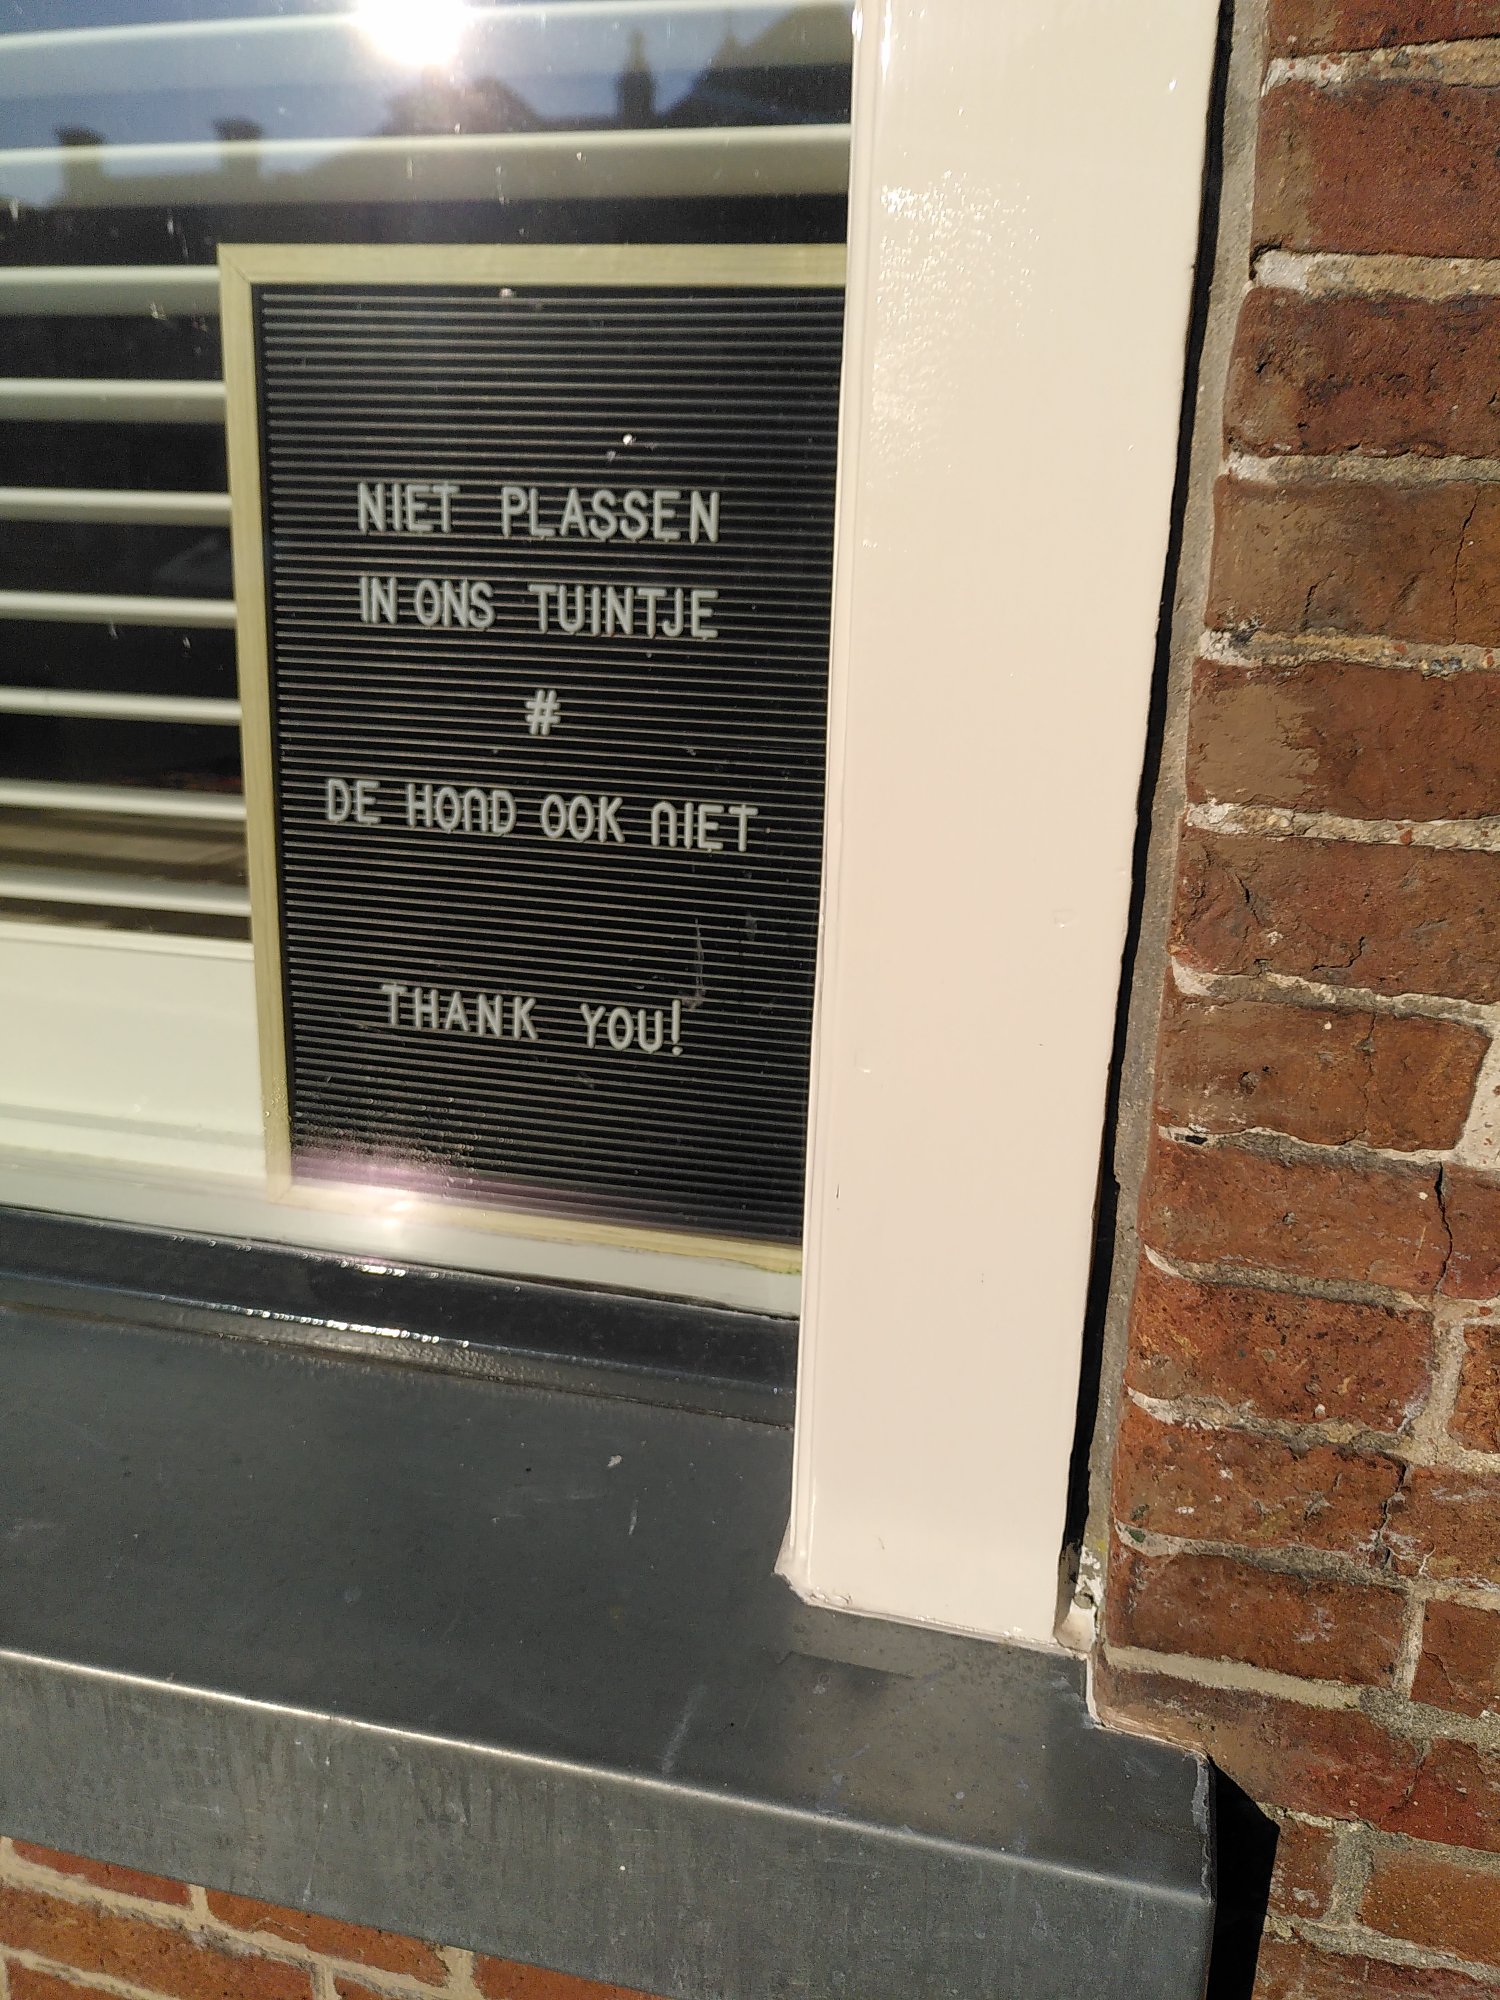 NIET PLASSEN
IN ONS TUINTJE
#
DE HOND OOK NIET
THANK YOU!